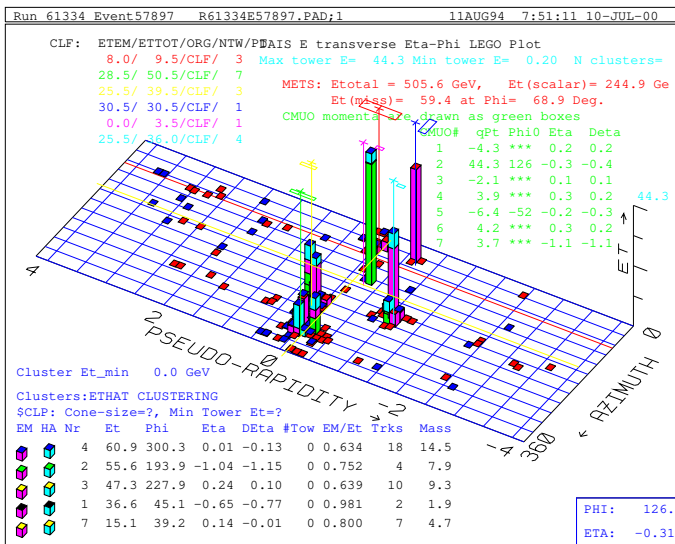 Run 61334 Event57897 R61334E57897.PAD;1 11AUG94 7:51:11 10-JUL-00
CLF: ETEM/ETTOT/ORG/NTW/PT
DAIS E transverse Eta-Phi LEGO Plot
8.0/ 9.5/CLF/ 3
Max tower E= 44.3 Min tower E= 0.20 N clusters=
28.5/ 50.5/CLF/ 7
METS: Etotal = 505.6 GeV, Et(scalar)= 244.9 Ge
25.5/ 39.5/CLF/ 3
Et(miss)= 59.4 at Phi= 68.9 Deg.
30.5/ 30.5/CLF/ 1
CMUO momenta are drawn as green boxes
0.0/ 3.5/CLF/ 1
25.5/ 36.0/CLF/ 4
CMUO# qPt Phi0 Eta Deta
1 -4.3 *** 0.2 0.2
2 44.3 126 -0.3 -0.4
3 -2.1 *** 0.1 0.1
4 3.9 *** 0.3 0.2
5 -6.4 -52 -0.2 -0.3
6 4.2 *** 0.3 0.2
7 3.7 *** -1.1 -1.1
44.3
ET →
4
2
0
-2
-4
PSEUDO-RAPIDITY →
0
360
← AZIMUTH
Cluster Et_min 0.0 GeV
Clusters:ETHAT CLUSTERING
$CLP: Cone-size=?, Min Tower Et=?
EM HA Nr Et Phi Eta DEta #Tow EM/Et Trks Mass
4 60.9 300.3 0.01 -0.13 0 0.634 18 14.5
2 55.6 193.9 -1.04 -1.15 0 0.752 4 7.9
3 47.3 227.9 0.24 0.10 0 0.639 10 9.3
1 36.6 45.1 -0.65 -0.77 0 0.981 2 1.9
7 15.1 39.2 0.14 -0.01 0 0.800 7 4.7
PHI: 126.
ETA: -0.31